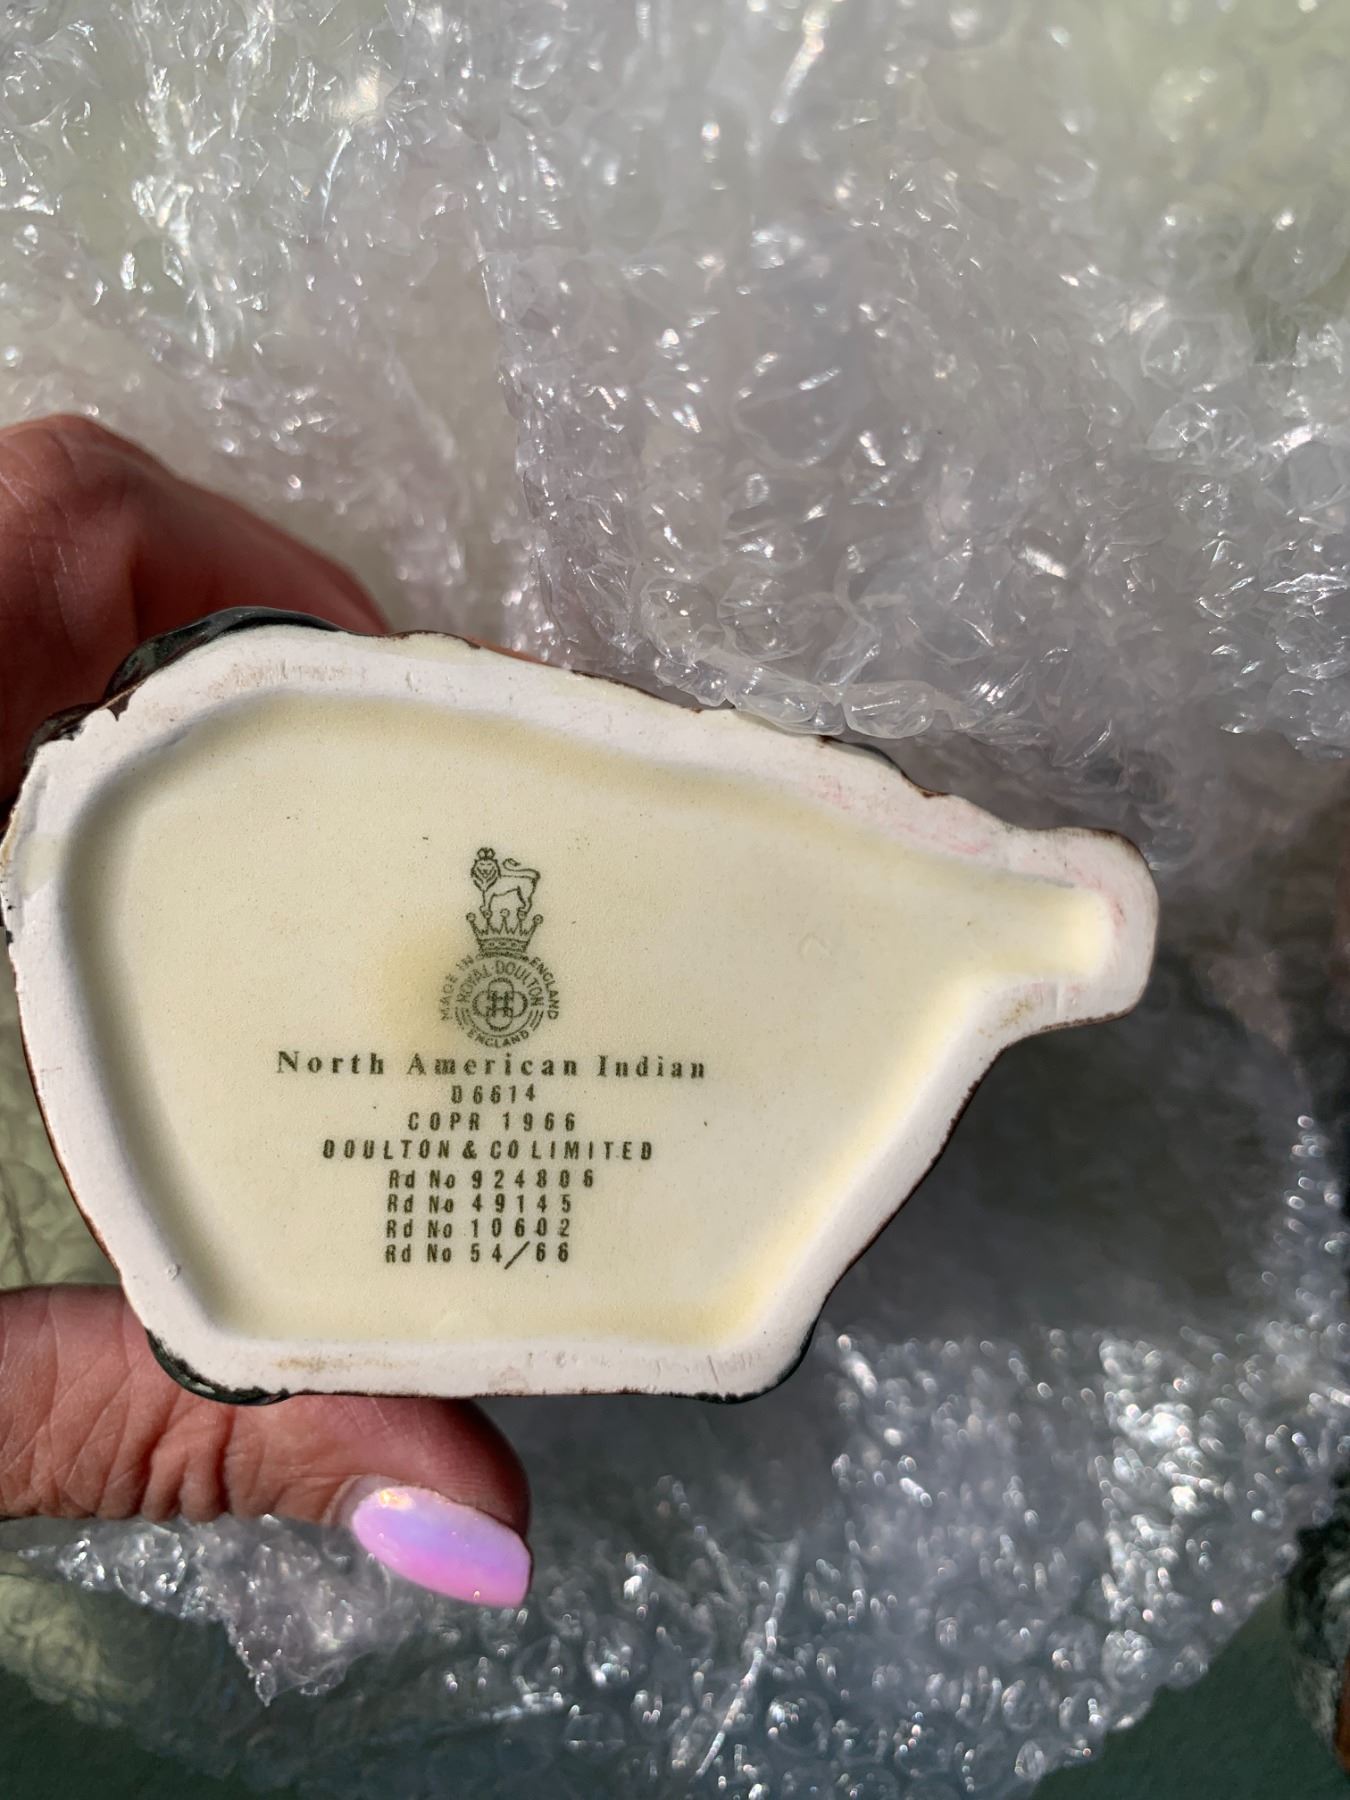 MADE IN ENGLAND
ROYAL DOULTON
ENGLAND
North American Indian
D6614
COPR 1966
DOULTON & CO LIMITED
Rd No 924806
Rd No 49145
Rd No 10602
Rd No 54/66